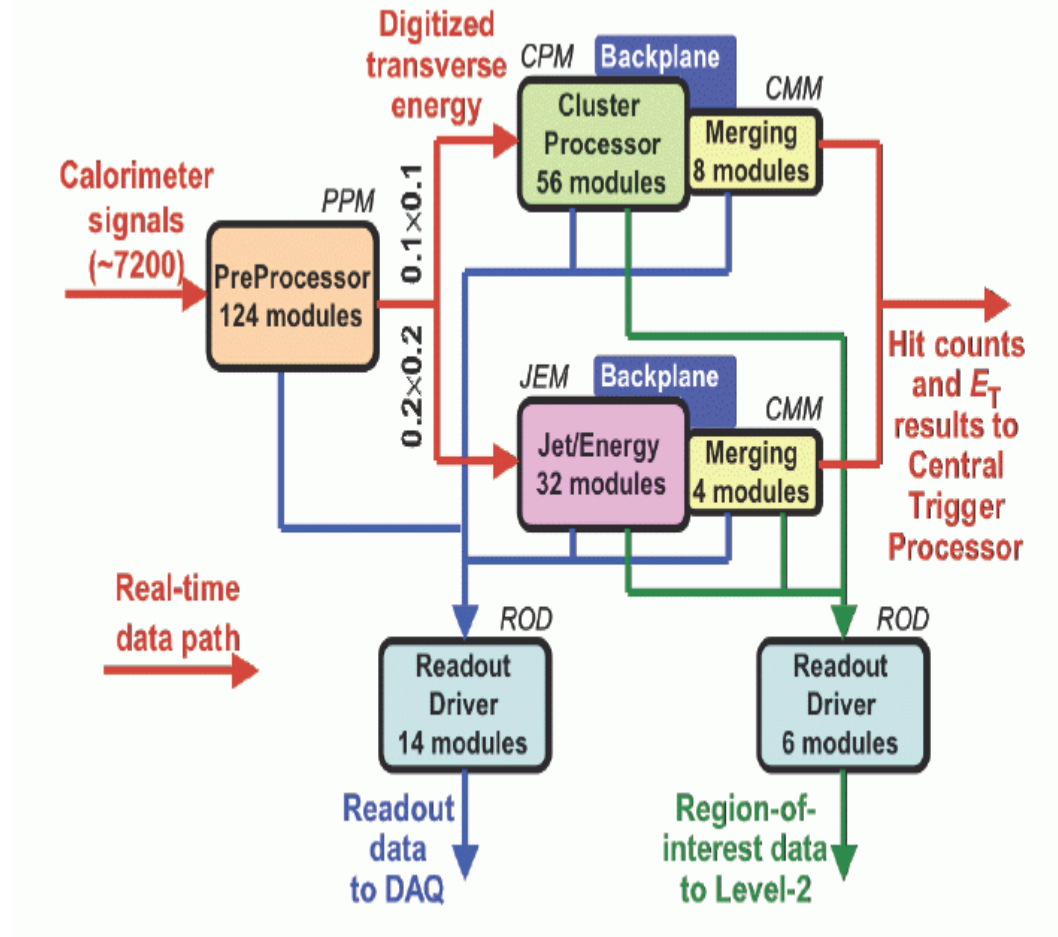 Digitized
transverse
energy
CPM
Backplane
CMM
Cluster
Processor
56 modules
Merging
8 modules
Calorimeter
signals
(~7200)
PPM
PreProcessor
124 modules
0.1×0.1
0.2×0.2
JEM
Backplane
CMM
Jet/Energy
32 modules
Merging
4 modules
Hit counts
and ET
results to
Central
Trigger
Processor
Real-time
data path
ROD
Readout
Driver
14 modules
ROD
Readout
Driver
6 modules
Readout
data
to DAQ
Region-of-
interest data
to Level-2